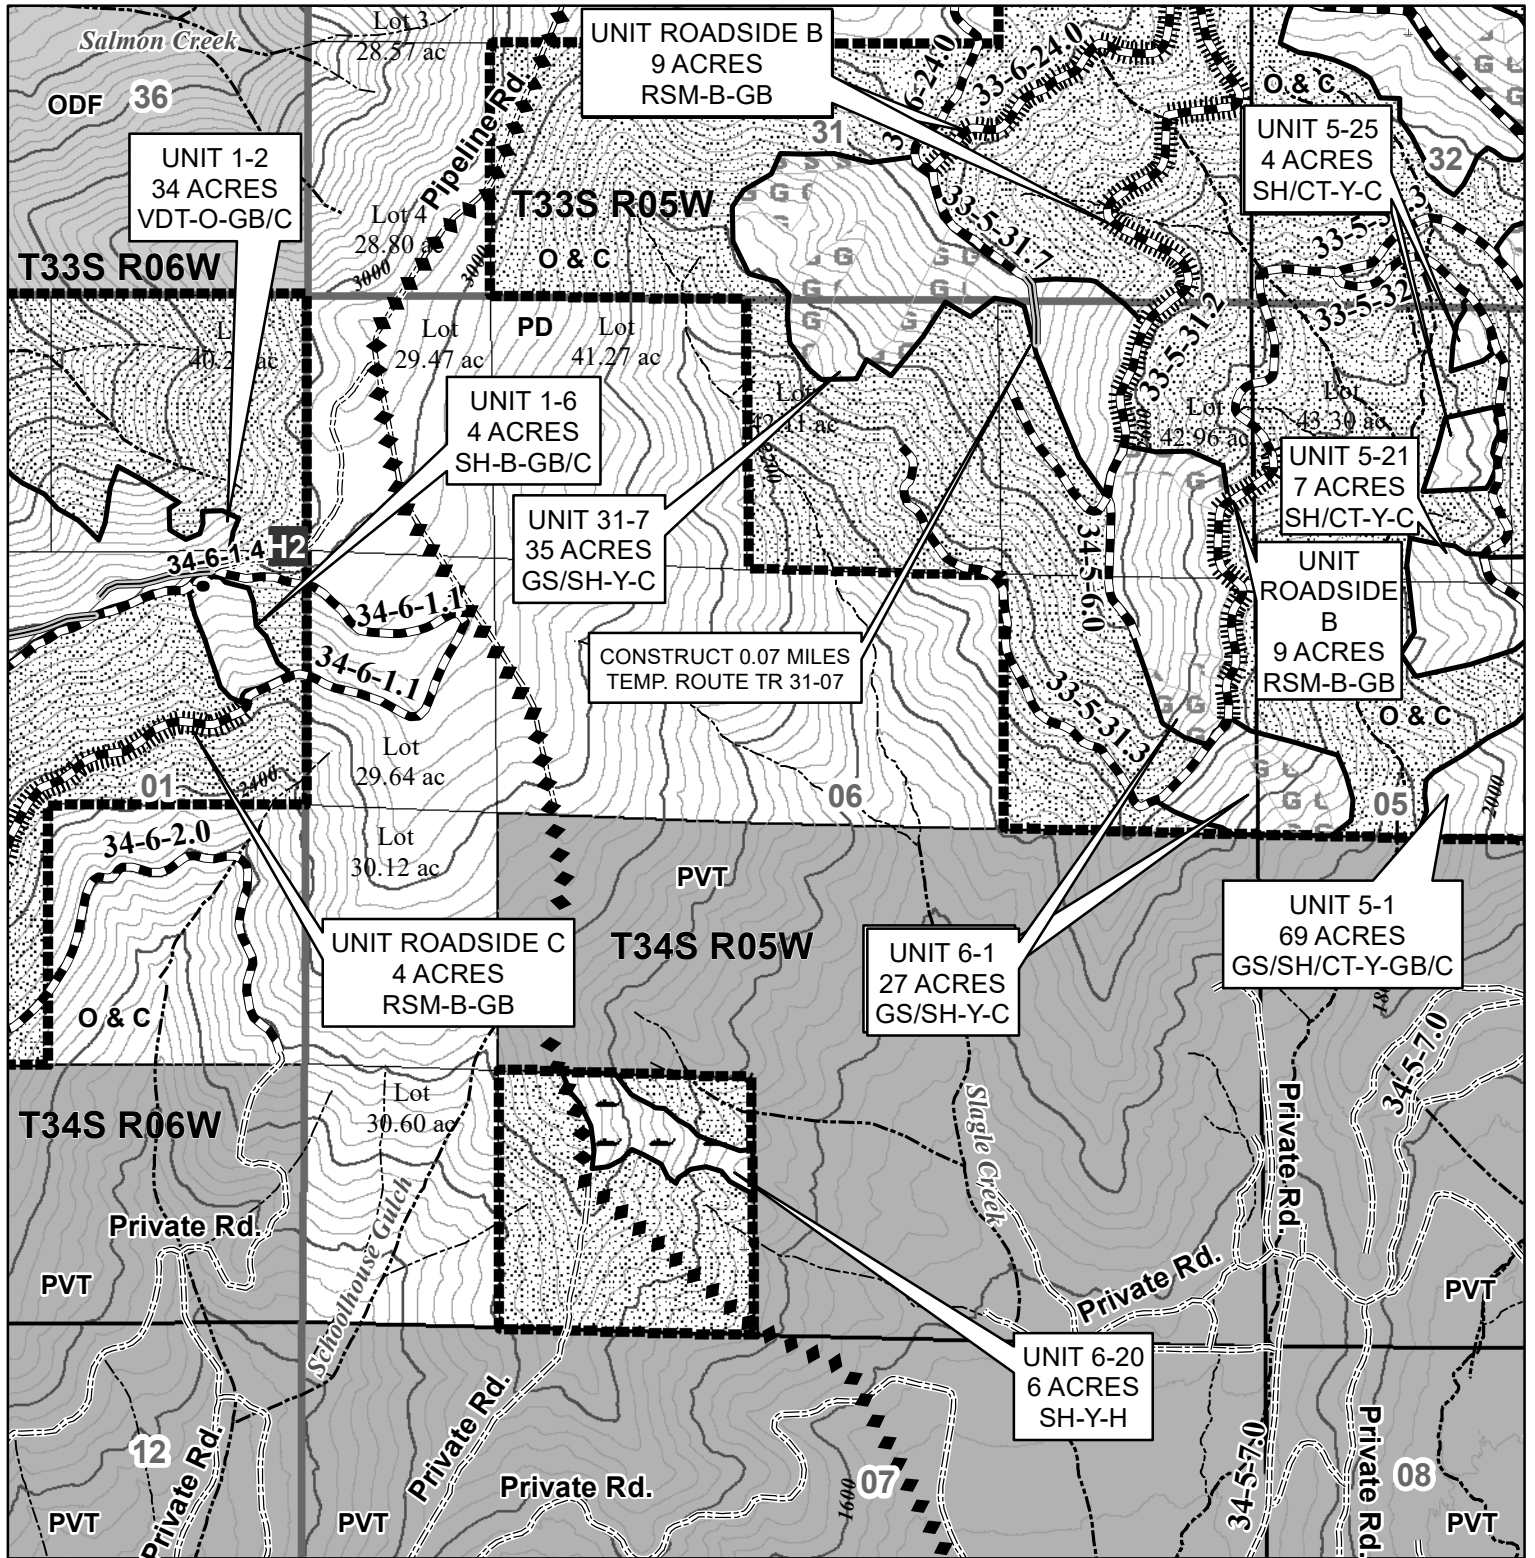 Salmon Creek
ODF
36
Lot 3
28.57 ac
Pipeline Rd.
UNIT ROADSIDE B
9 ACRES
RSM-B-GB
31
33-6-24.0
O & C
UNIT 5-25
4 ACRES
SH/CT-Y-C
32
UNIT 1-2
34 ACRES
VDT-O-GB/C
Lot 4
28.80 ac
3000
3000
T33S R05W
O & C
33-5-31.7
T33S R06W
33-5-32
33-5-31.2
Lot
29.47 ac
PD
Lot
41.27 ac
UNIT 1-6
4 ACRES
SH-B-GB/C
Lot
Lot
42.96 ac
Lot
43.30 ac
UNIT 5-21
7 ACRES
SH/CT-Y-C
UNIT 31-7
35 ACRES
GS/SH-Y-C
H2
34-6-1.4
34-6-1.1
34-6-1.1
34-5-6.0
UNIT
ROADSIDE
B
9 ACRES
RSM-B-GB
CONSTRUCT 0.07 MILES
TEMP. ROUTE TR 31-07
33-5-31.3
O & C
Lot
29.64 ac
2400
01
06
05
2000
34-6-2.0
Lot
30.12 ac
PVT
T34S R05W
UNIT ROADSIDE C
4 ACRES
RSM-B-GB
O & C
UNIT 6-1
27 ACRES
GS/SH-Y-C
UNIT 5-1
69 ACRES
GS/SH/CT-Y-GB/C
34-5-7.0
T34S R06W
Lot
30.60 ac
Slagle Creek
Private Rd.
Schoolhouse Gulch
Private Rd.
PVT
Private Rd.
PVT
UNIT 6-20
6 ACRES
SH-Y-H
12
Private Rd.
Private Rd.
Private Rd.
07
1600
34-5-7.0
Private Rd.
08
PVT
PVT
PVT